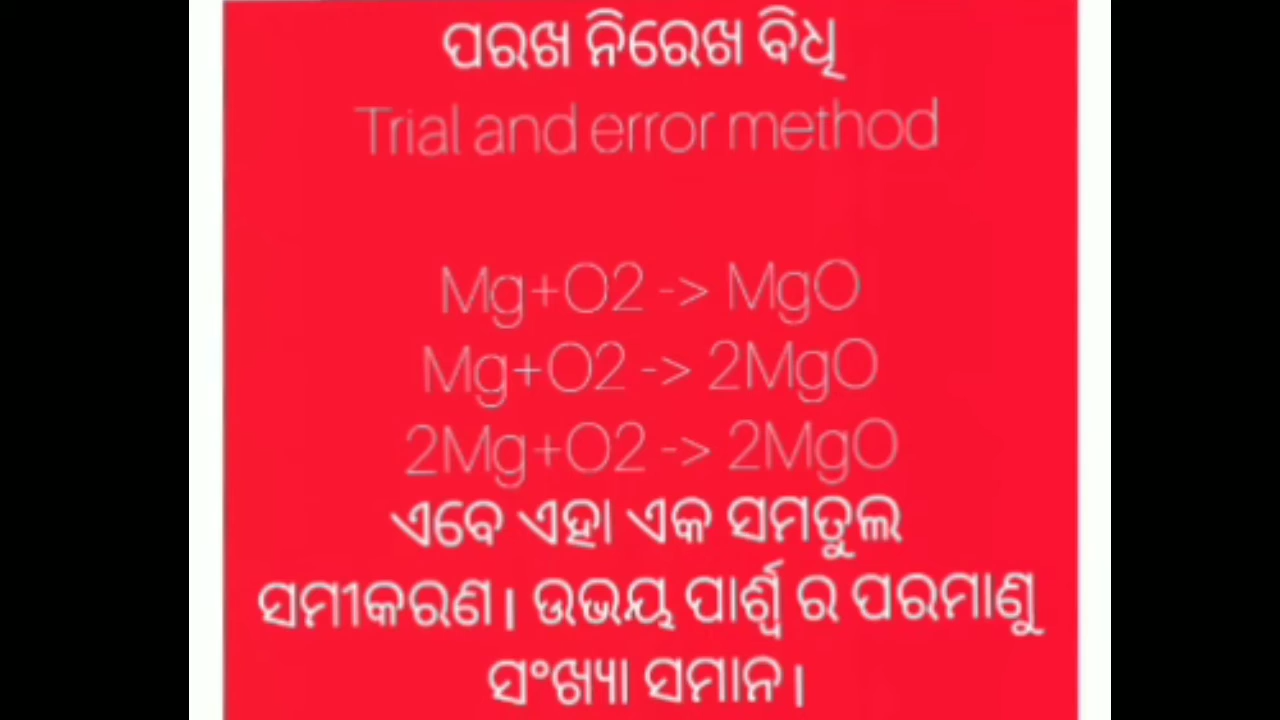 ପରଖ ନିରେଖ ବିଧି
Trial and error method
Mg+O2 -> MgO
Mg+O2 -> 2MgO
2Mg+O2 -> 2MgO
ଏବେ ଏହା ଏକ ସମତୁଲ
ସମୀକରଣ। ଉଭୟ ପାର୍ଶ୍ୱ ର ପରମାଣୁ
ସଂଖ୍ୟା ସମାନ।